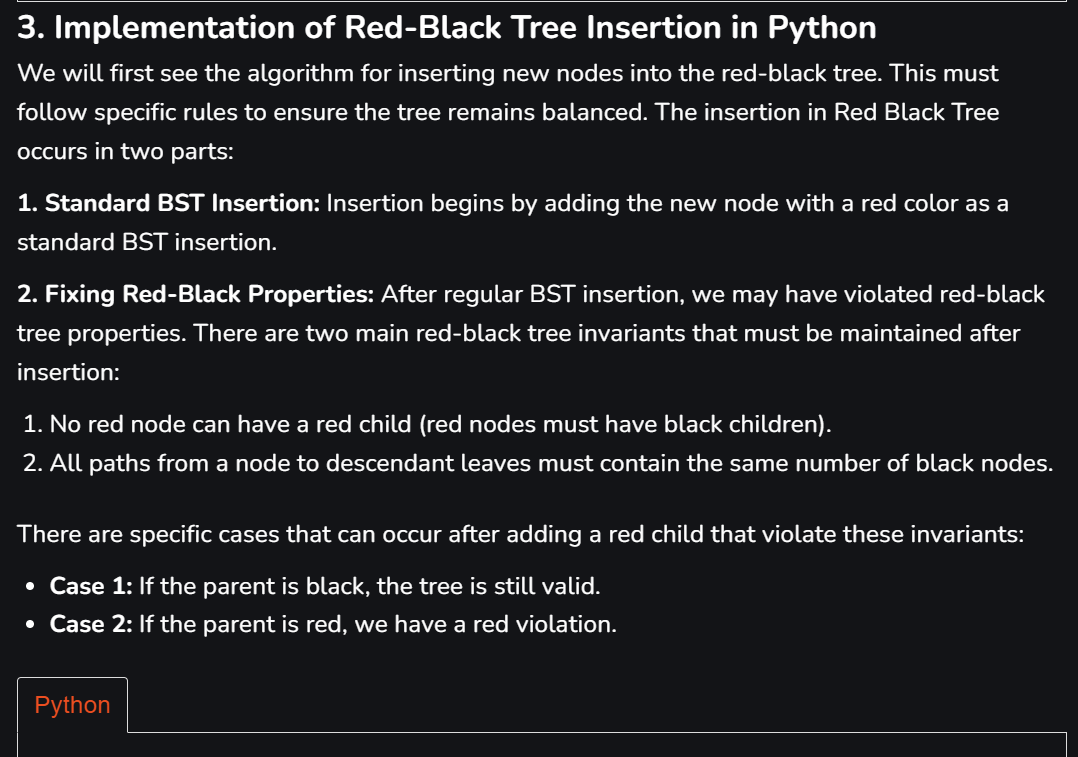 3. Implementation of Red-Black Tree Insertion in Python
We will first see the algorithm for inserting new nodes into the red-black tree. This must
follow specific rules to ensure the tree remains balanced. The insertion in Red Black Tree
occurs in two parts:
1. Standard BST Insertion: Insertion begins by adding the new node with a red color as a
standard BST insertion.
2. Fixing Red-Black Properties: After regular BST insertion, we may have violated red-black
tree properties. There are two main red-black tree invariants that must be maintained after
insertion:
1. No red node can have a red child (red nodes must have black children).
2. All paths from a node to descendant leaves must contain the same number of black nodes.
There are specific cases that can occur after adding a red child that violate these invariants:
• Case 1: If the parent is black, the tree is still valid.
• Case 2: If the parent is red, we have a red violation.
Python